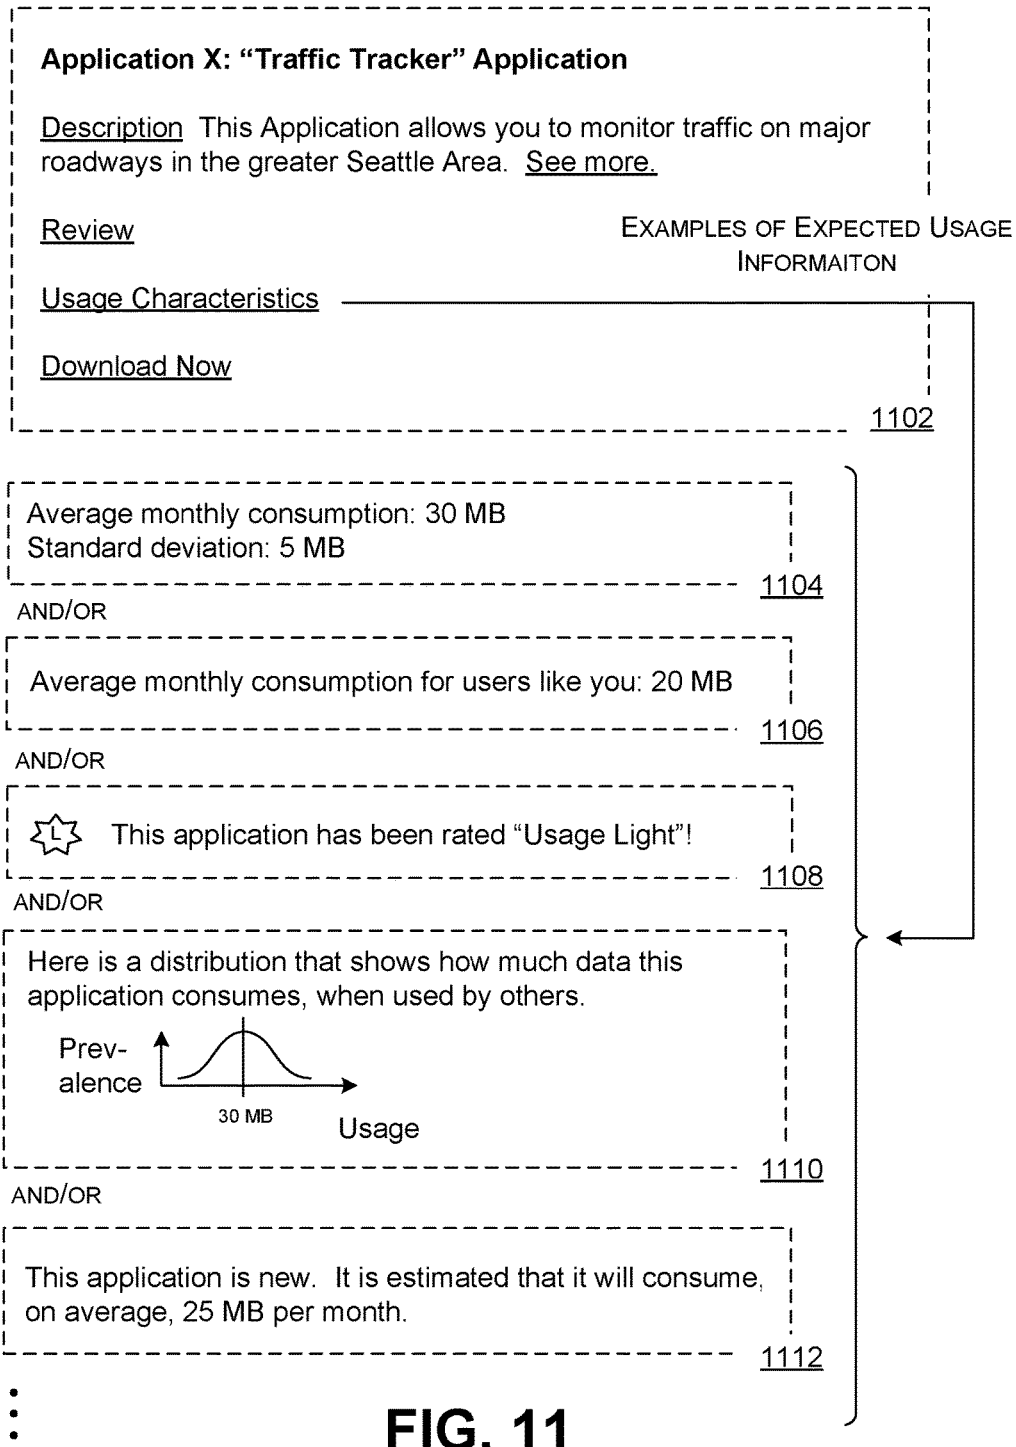 Application X: “Traffic Tracker” Application
Description  This Application allows you to monitor traffic on major
roadways in the greater Seattle Area.  See more.
Review
EXAMPLES OF EXPECTED USAGE
INFORMAITON
Usage Characteristics
Download Now
1102
Average monthly consumption: 30 MB
Standard deviation: 5 MB
1104
AND/OR
Average monthly consumption for users like you: 20 MB
1106
AND/OR
L
This application has been rated “Usage Light”!
1108
AND/OR
Here is a distribution that shows how much data this
application consumes, when used by others.
Prev-
alence
30 MB
Usage
1110
AND/OR
This application is new.  It is estimated that it will consume,
on average, 25 MB per month.
1112
FIG. 11